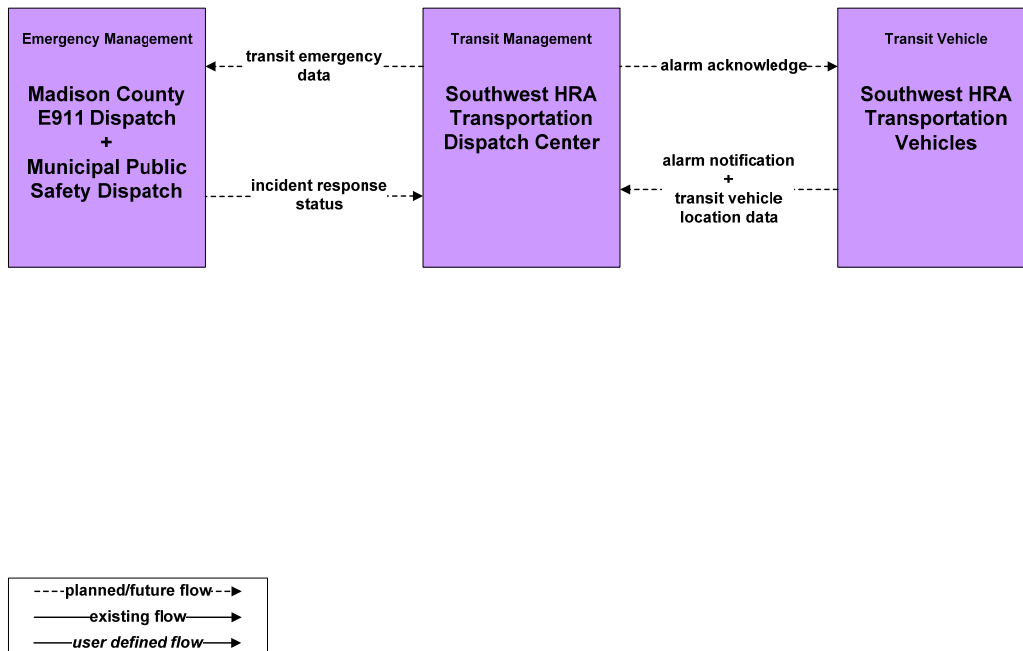 Emergency Management
Madison County
E911 Dispatch
+
Municipal Public
Safety Dispatch
transit emergency
data
incident response
status
Transit Management
Southwest HRA
Transportation
Dispatch Center
alarm acknowledge
alarm notification
+
transit vehicle
location data
Transit Vehicle
Southwest HRA
Transportation
Vehicles
planned/future flow
existing flow
user defined flow